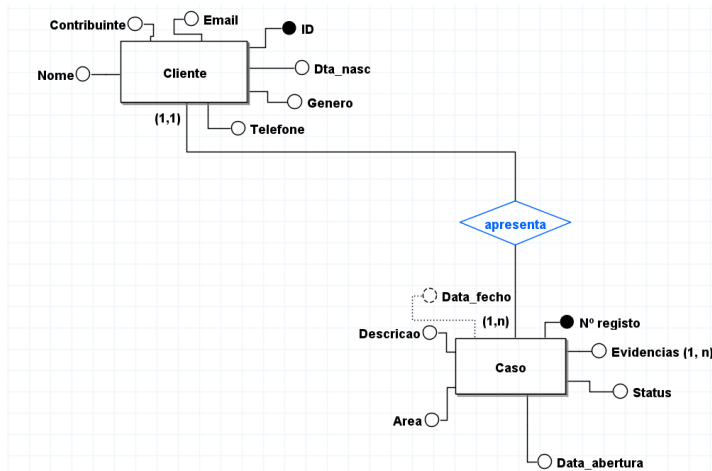 Contribuinte
Email
ID
Nome
Cliente
Dta_nasc
Genero
(1,1)
Telefone
apresenta
Data_fecho
(1,n)
Nº registo
Descricao
Evidencias (1, n)
Caso
Status
Area
Data_abertura